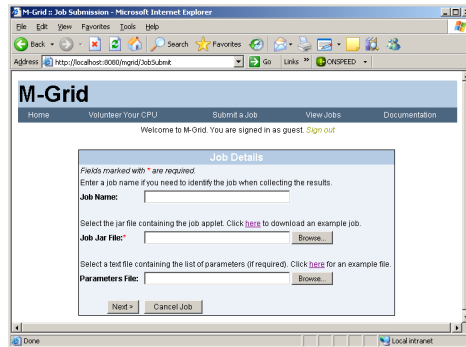 M-Grid :: Job Submission - Microsoft Internet Explorer
File Edit View Favorites Tools Help
Back Search Favorites
Address http://localhost:8080/mgrid/JobSubmit Go Links » ONSPEED
M-Grid
Home Volunteer Your CPU Submit a Job View Jobs Documentation
Welcome to M-Grid. You are signed in as guest. Sign out
Job Details
Fields marked with * are required.
Enter a job name if you need to identify the job when collecting the results.
Job Name:
Select the jar file containing the job applet. Click here to download an example job.
Job Jar File:* Browse...
Select a text file containing the list of parameters (if required). Click here for an example file.
Parameters File: Browse...
Next > Cancel Job
Done Local intranet